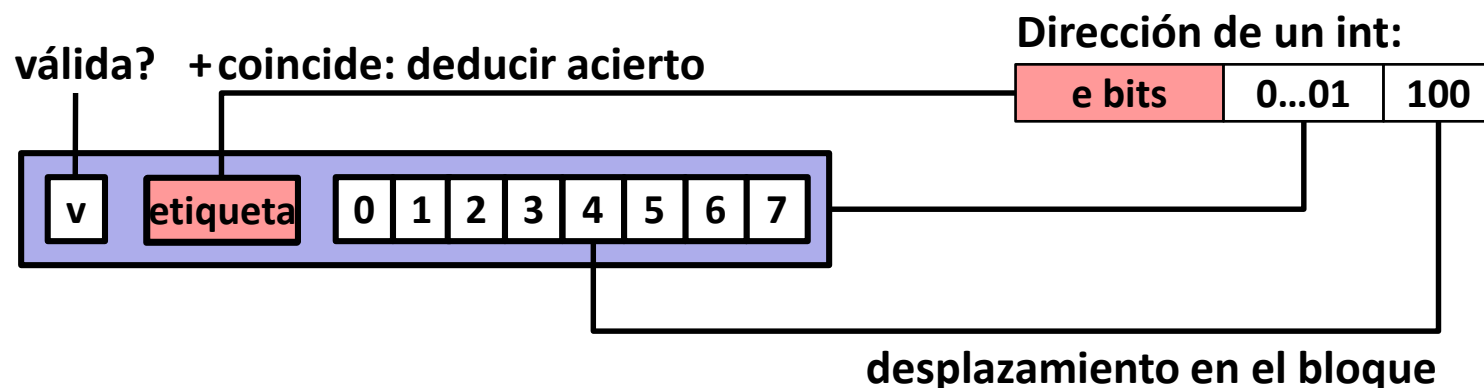 Dirección de un int:
válida? + coincide: deducir acierto
e bits 0...01 100
v etiqueta 0 1 2 3 4 5 6 7
desplazamiento en el bloque